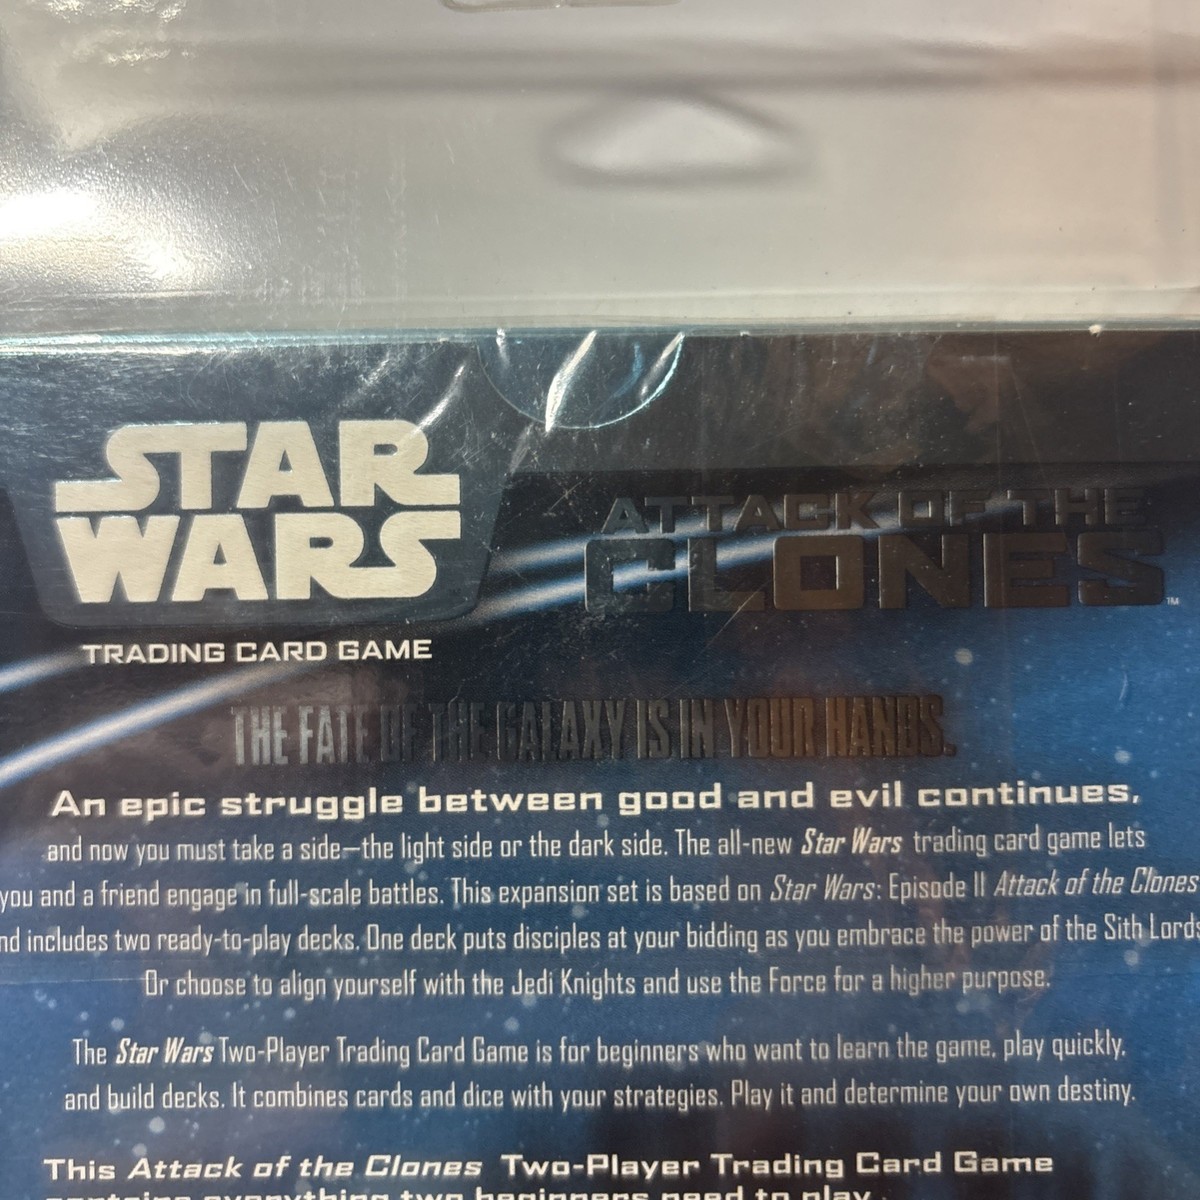 STAR
WARS
TRADING CARD GAME
ATTACK OF THE
CLONES™
THE FATE OF THE GALAXY IS IN YOUR HANDS.
An epic struggle between good and evil continues,
and now you must take a side—the light side or the dark side. The all-new Star Wars trading card game lets
you and a friend engage in full-scale battles. This expansion set is based on Star Wars: Episode II Attack of the Clones
nd includes two ready-to-play decks. One deck puts disciples at your bidding as you embrace the power of the Sith Lords
Or choose to align yourself with the Jedi Knights and use the Force for a higher purpose.
The Star Wars Two-Player Trading Card Game is for beginners who want to learn the game, play quickly,
and build decks. It combines cards and dice with your strategies. Play it and determine your own destiny.
This Attack of the Clones Two-Player Trading Card Game
contains everything two beginners need to play.